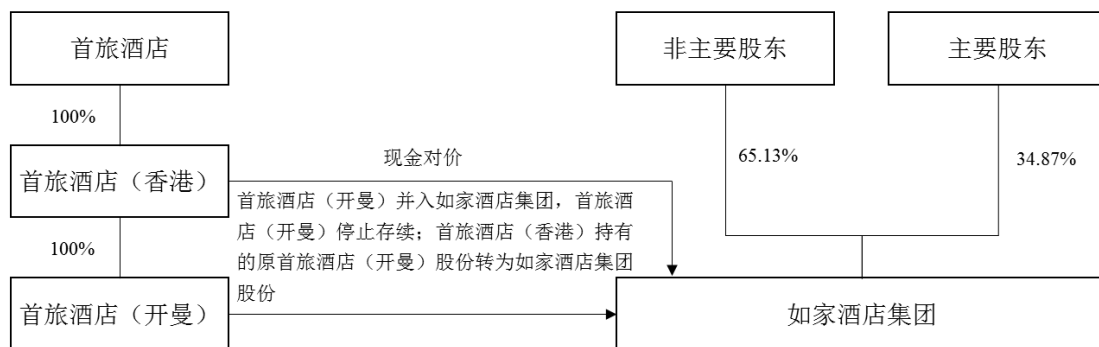 首旅酒店
非主要股东
主要股东
100%
65.13%
34.87%
首旅酒店（香港）
现金对价
首旅酒店（开曼）并入如家酒店集团，首旅酒
店（开曼）停止存续；首旅酒店（香港）持有
的原首旅酒店（开曼）股份转为如家酒店集团
股份
100%
首旅酒店（开曼）
如家酒店集团